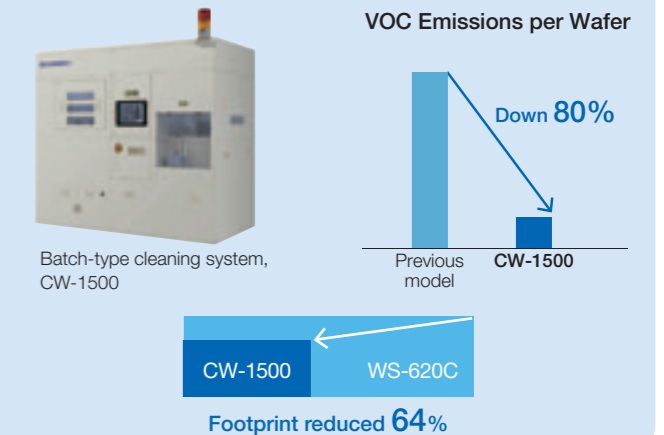 VOC Emissions per Wafer
Down 80%
Previous
model
CW-1500
Batch-type cleaning system,
CW-1500
CW-1500
WS-620C
Footprint reduced 64%